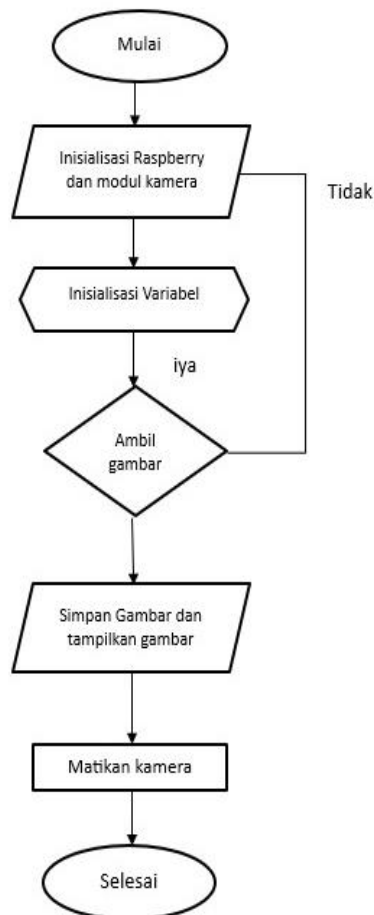 Mulai
Inisialisasi Raspberry
dan modul kamera
Tidak
Inisialisasi Variabel
iya
Ambil
gambar
Simpan Gambar dan
tampilkan gambar
Matikan kamera
Selesai